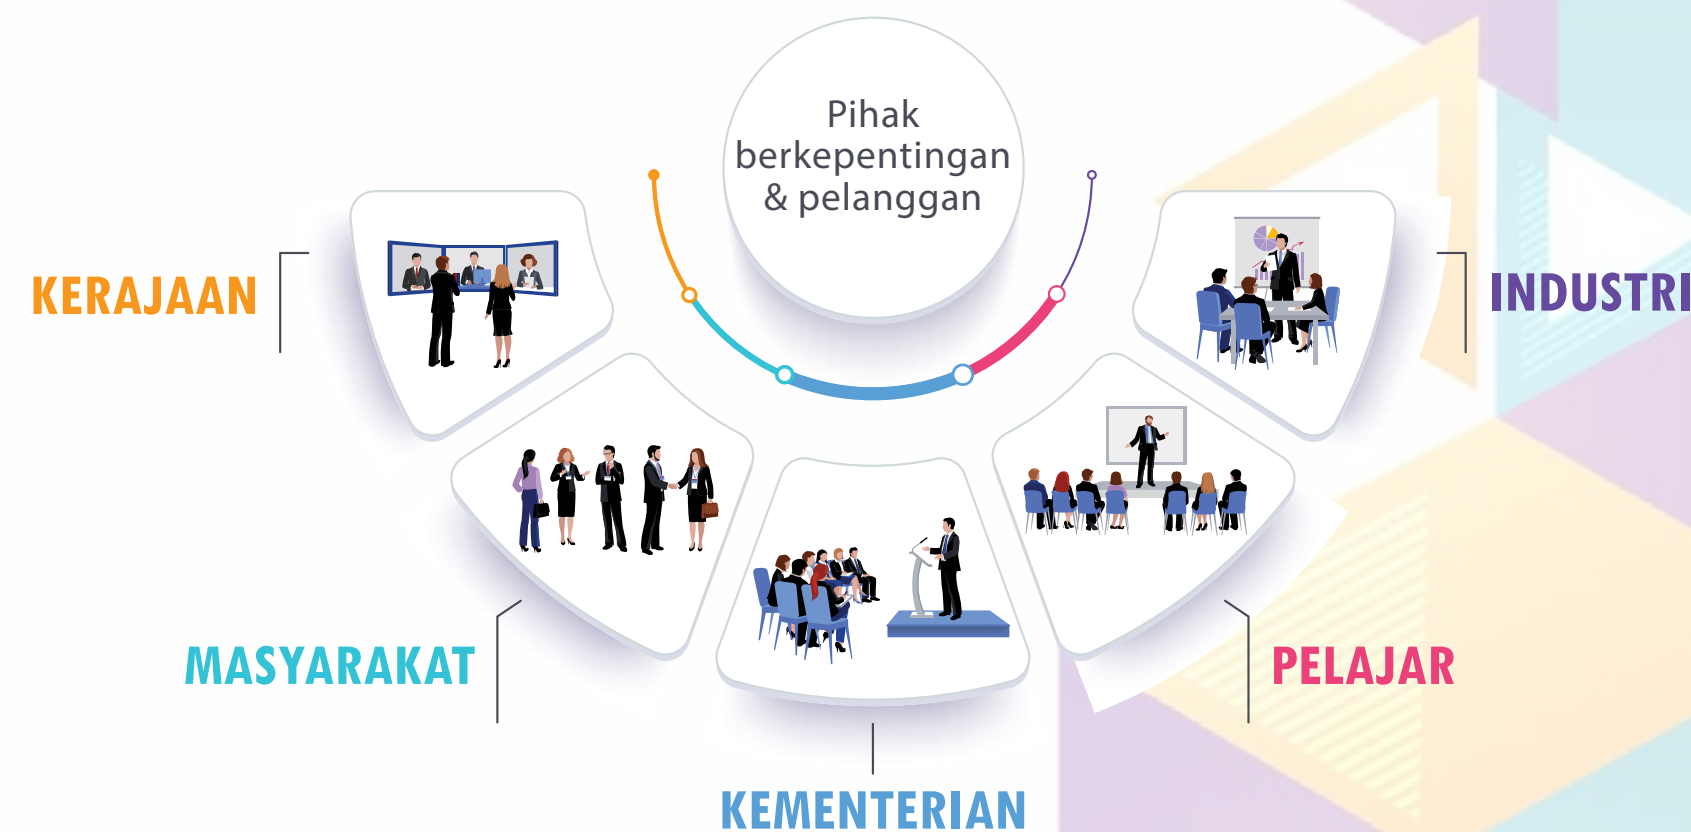 Pihak
berkepentingan
& pelanggan
KERAJAAN
MASYARAKAT
KEMENTERIAN
PELAJAR
INDUSTRI